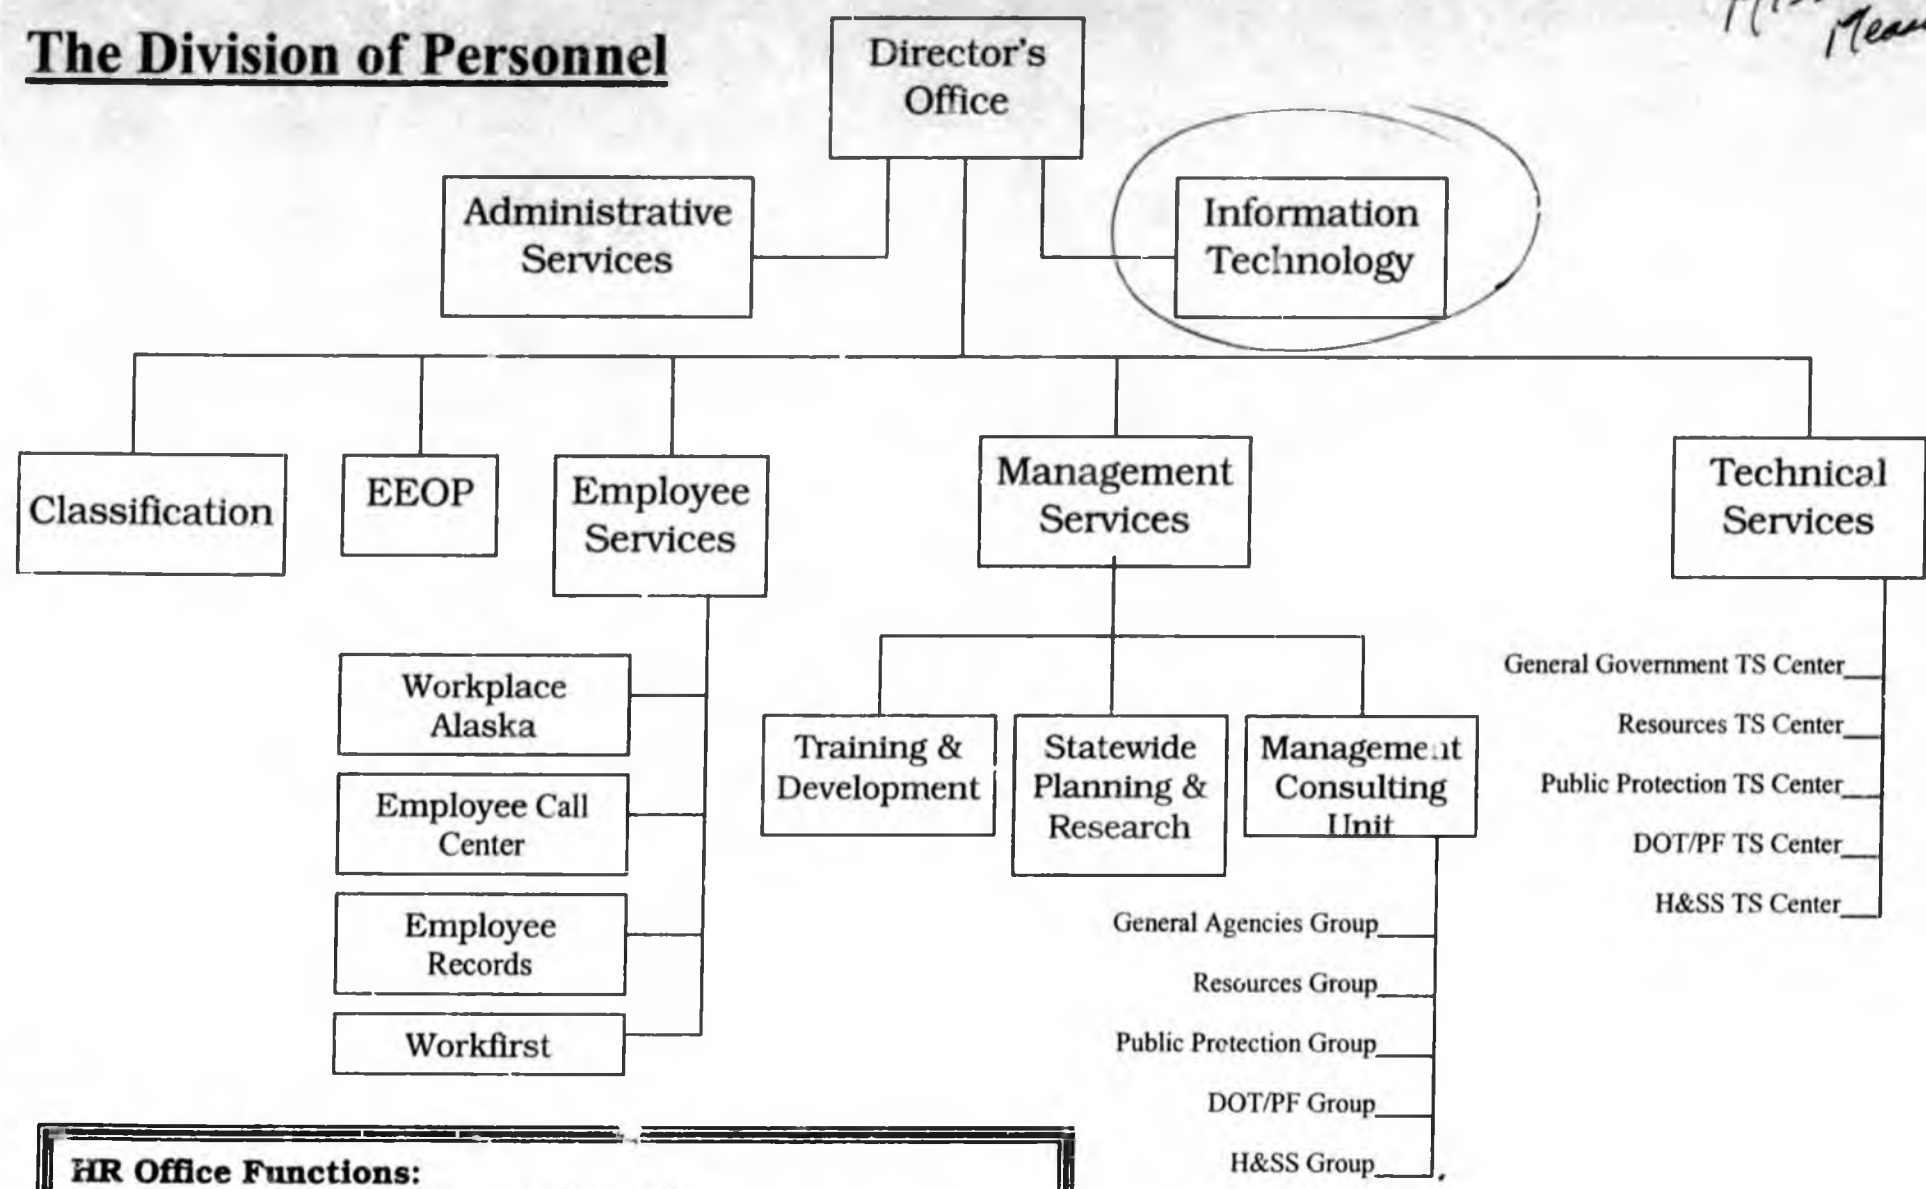 The Division of Personnel
Director's
Office
Administrative
Services
Information
Technology
Classification
EEOP
Employee
Services
Management
Services
Technical
Services
Workplace
Alaska
Employee Call
Center
Employee
Records
Workfirst
Training &
Development
Statewide
Planning &
Research
Management
Consulting
Unit
General Agencies Group
Resources Group
Public Protection Group
DOT/PF Group
H&SS Group
General Government TS Center
Resources TS Center
Public Protection TS Center
DOT/PF TS Center
H&SS TS Center
HR Office Functions: